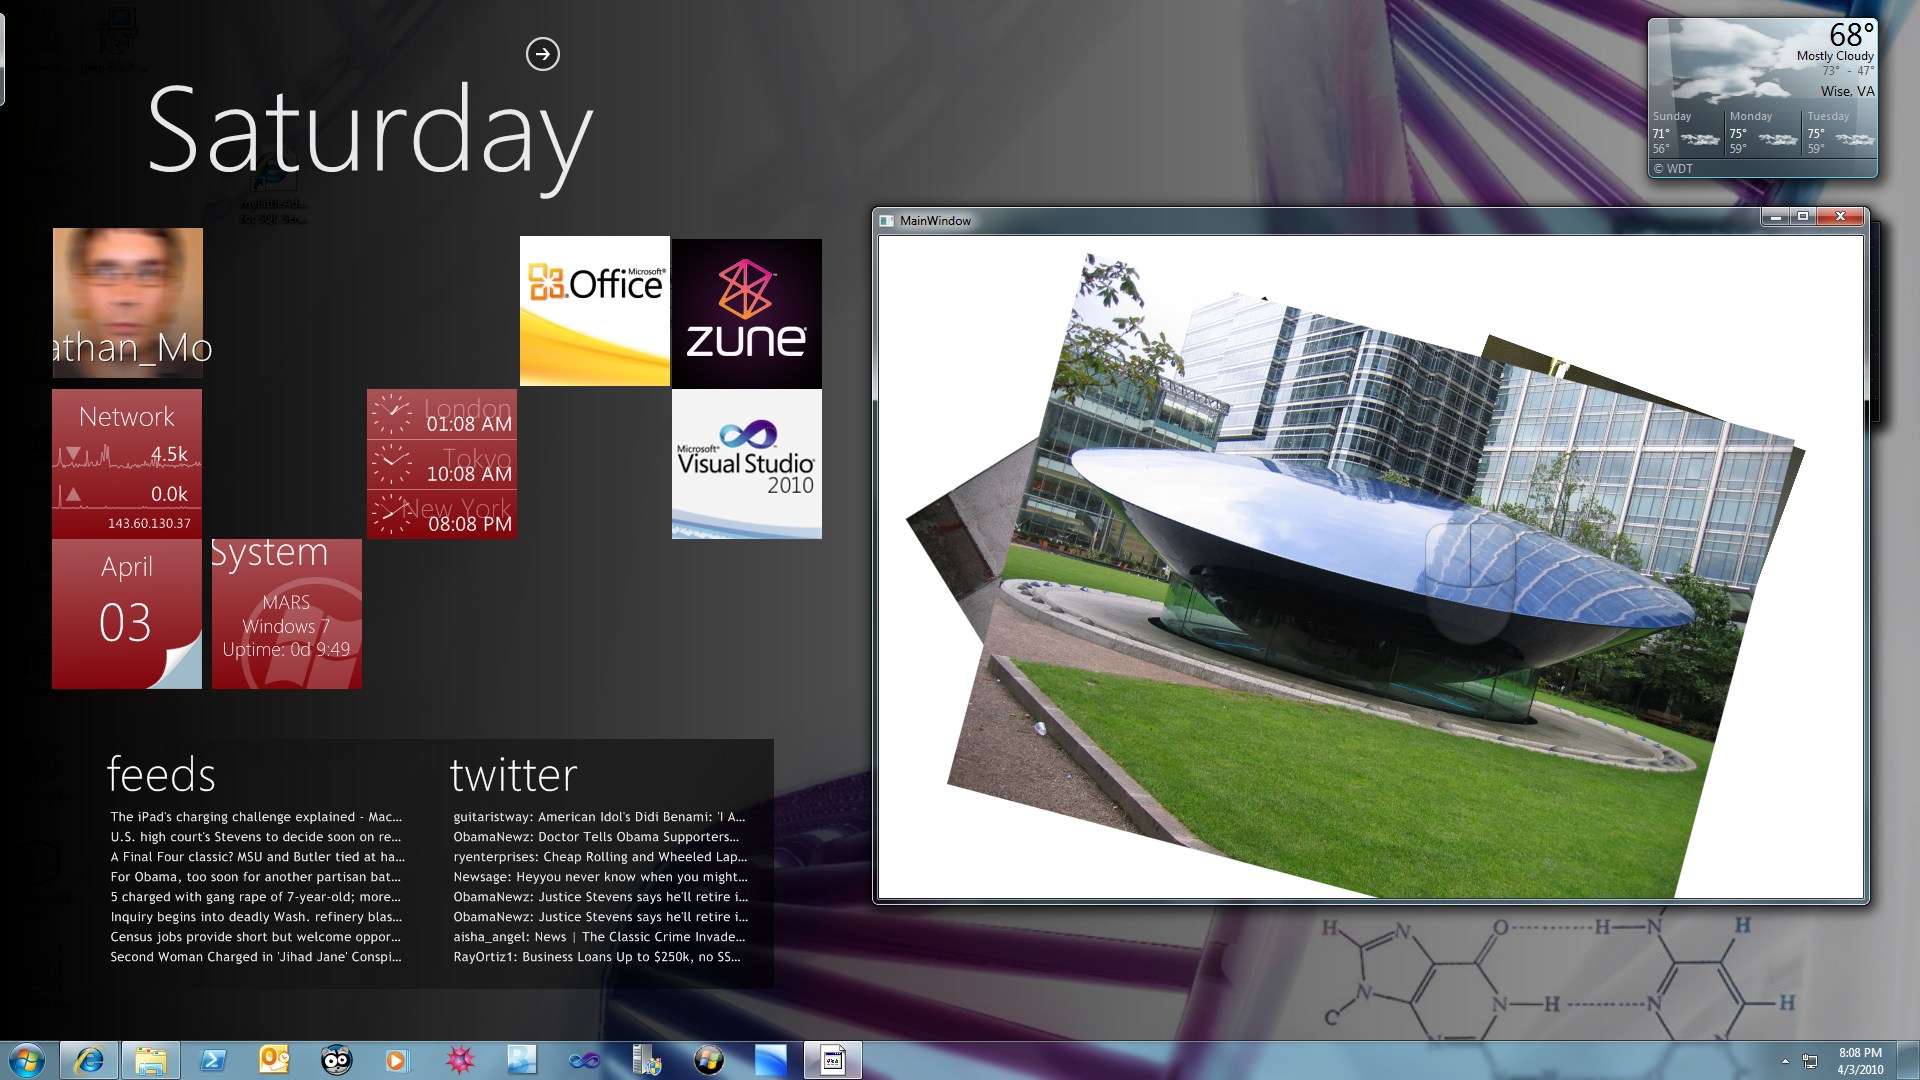 Saturday
68°
Mostly Cloudy
73° - 47°
Wise, VA
Sunday
71°
56°
Monday
75°
59°
Tuesday
75°
59°
© WDT
MainWindow
athan_Mo
Microsoft®
Office
zune
Network
4.5k
0.0k
143.60.130.37
London
01:08 AM
Tokyo
10:08 AM
New York
08:08 PM
Microsoft®
Visual Studio®
2010
April
03
System
MARS
Windows 7
Uptime: 0d 9:49
feeds
The iPad's charging challenge explained - Mac...
U.S. high court's Stevens to decide soon on re...
A Final Four classic? MSU and Butler tied at ha...
For Obama, too soon for another partisan bat...
5 charged with gang rape of 7-year-old; more...
Inquiry begins into deadly Wash. refinery blas...
Census jobs provide short but welcome oppor...
Second Woman Charged in 'Jihad Jane' Conspi...
twitter
guitaristway: American Idol's Didi Benami: 'I A...
ObamaNewz: Doctor Tells Obama Supporters...
ryenterprises: Cheap Rolling and Wheeled Lap...
Newsage: Heyyou never know when you might...
ObamaNewz: Justice Stevens says he'll retire i...
ObamaNewz: Justice Stevens says he'll retire i...
aisha_angel: News | The Classic Crime Invade...
RayOrtiz1: Business Loans Up to $250k, no SS...
H N O H N H
N N H N H
C
8:08 PM
4/3/2010